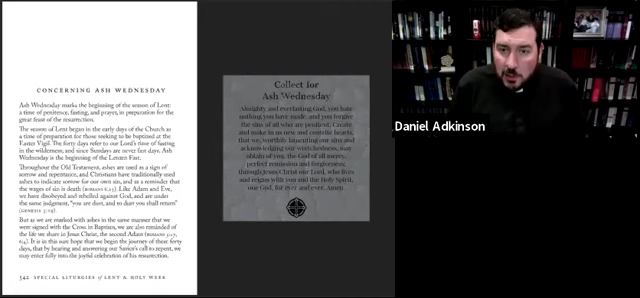 CONCERNING ASH WEDNESDAY
Ash Wednesday marks the beginning of the season of Lent:
a time of penitence, fasting, and prayer, in preparation for the
great feast of the resurrection.
The season of Lent began in the early days of the Church as
a time of preparation for those seeking to be baptized at the
Easter Vigil. The forty days refer to our Lord's time of fasting
in the wilderness; and since Sundays are never fast days, Ash
Wednesday is the beginning of the Lenten Fast.
Throughout the Old Testament, ashes are used as a sign of
sorrow and repentance, and Christians have traditionally used
ashes to indicate sorrow for our own sin, and as a reminder that
the wages of sin is death (ROMANS 6:23). Like Adam and Eve,
we have disobeyed and rebelled against God, and are under
the same judgment, "you are dust, and to dust you shall return"
(GENESIS 3:19).
But as we are marked with ashes in the same manner that we
were signed with the Cross in Baptism, we are also reminded of
the life we share in Jesus Christ, the second Adam (ROMANS 5:17,
6:4). It is in this sure hope that we begin the journey of these forty
days, that by hearing and answering our Savior's call to repent, we
may enter fully into the joyful celebration of his resurrection.
542 SPECIAL LITURGIES of LENT & HOLY WEEK
Collect for
Ash Wednesday
Almighty and everlasting God, you hate
nothing you have made, and you forgive
the sins of all who are penitent: Create
and make in us new and contrite hearts,
that we, worthily lamenting our sins and
acknowledging our wretchedness, may
obtain of you, the God of all mercy,
perfect remission and forgiveness;
through Jesus Christ our Lord, who lives
and reigns with you and the Holy Spirit,
one God, for ever and ever. Amen.
Daniel Adkinson